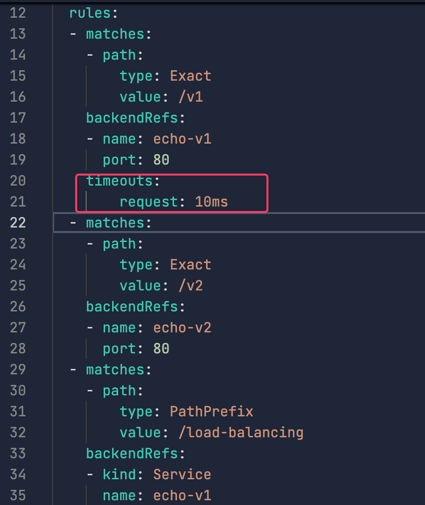 12 rules:
13 - matches:
14 - path:
15 type: Exact
16 value: /v1
17 backendRefs:
18 - name: echo-v1
19 port: 80
20 timeouts:
21 request: 10ms
22 - matches:
23 - path:
24 type: Exact
25 value: /v2
26 backendRefs:
27 - name: echo-v2
28 port: 80
29 - matches:
30 - path:
31 type: PathPrefix
32 value: /load-balancing
33 backendRefs:
34 - kind: Service
35 name: echo-v1